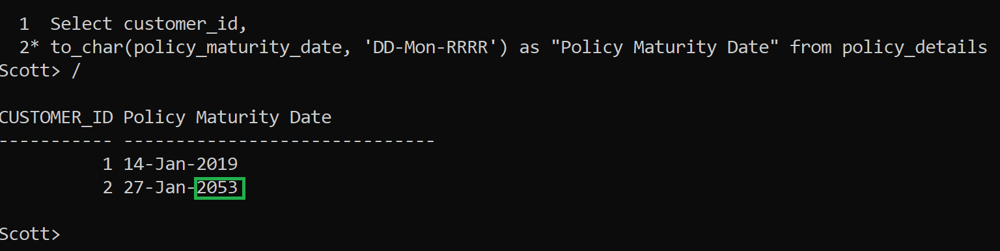 1  Select customer_id,
2* to_char(policy_maturity_date, 'DD-Mon-RRRR') as "Policy Maturity Date" from policy_details
Scott> /
CUSTOMER_ID Policy Maturity Date
----------- ------------------------------
1 14-Jan-2019
2 27-Jan-2053
Scott>